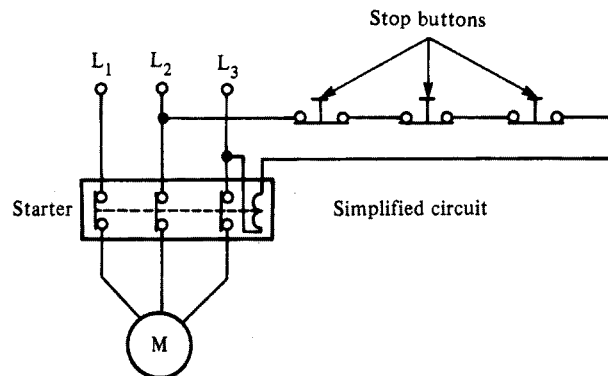 Stop buttons
L1 L2 L3
Starter
Simplified circuit
M